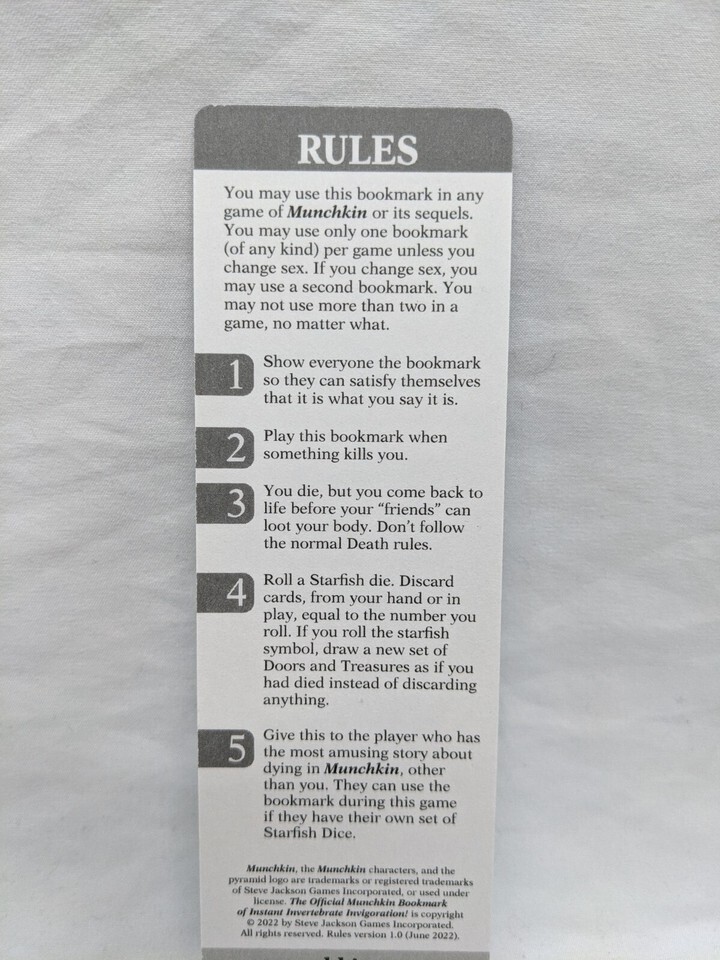 RULES
You may use this bookmark in any
game of Munchkin or its sequels.
You may use only one bookmark
(of any kind) per game unless you
change sex. If you change sex, you
may use a second bookmark. You
may not use more than two in a
game, no matter what.
1 Show everyone the bookmark
so they can satisfy themselves
that it is what you say it is.
2 Play this bookmark when
something kills you.
3 You die, but you come back to
life before your “friends” can
loot your body. Don’t follow
the normal Death rules.
4 Roll a Starfish die. Discard
cards, from your hand or in
play, equal to the number you
roll. If you roll the starfish
symbol, draw a new set of
Doors and Treasures as if you
had died instead of discarding
anything.
5 Give this to the player who has
the most amusing story about
dying in Munchkin, other
than you. They can use the
bookmark during this game
if they have their own set of
Starfish Dice.
Munchkin, the Munchkin characters, and the
pyramid logo are trademarks or registered trademarks
of Steve Jackson Games Incorporated, or used under
license. The Official Munchkin Bookmark
of Instant Invertebrate Invigoration! is copyright
© 2022 by Steve Jackson Games Incorporated.
All rights reserved. Rules version 1.0 (June 2022).